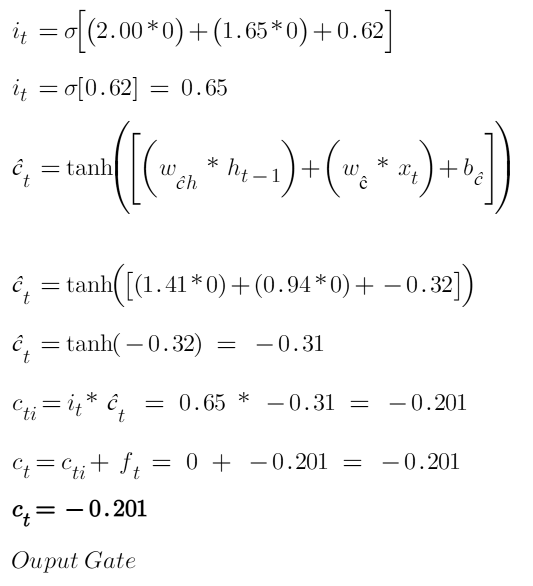 i_t = σ[(2.00*0)+(1.65*0)+0.62]
i_t = σ[0.62] = 0.65
ĉ_t = tanh([(w_ĉh * h_t−1)+(w_ĉ * x_t)+b_ĉ])
ĉ_t = tanh([(1.41*0)+(0.94*0)+ −0.32])
ĉ_t = tanh(−0.32) = −0.31
c_ti = i_t * ĉ_t = 0.65 * −0.31 = −0.201
c_t = c_ti + f_t = 0 + −0.201 = −0.201
c_t = −0.201
Ouput Gate